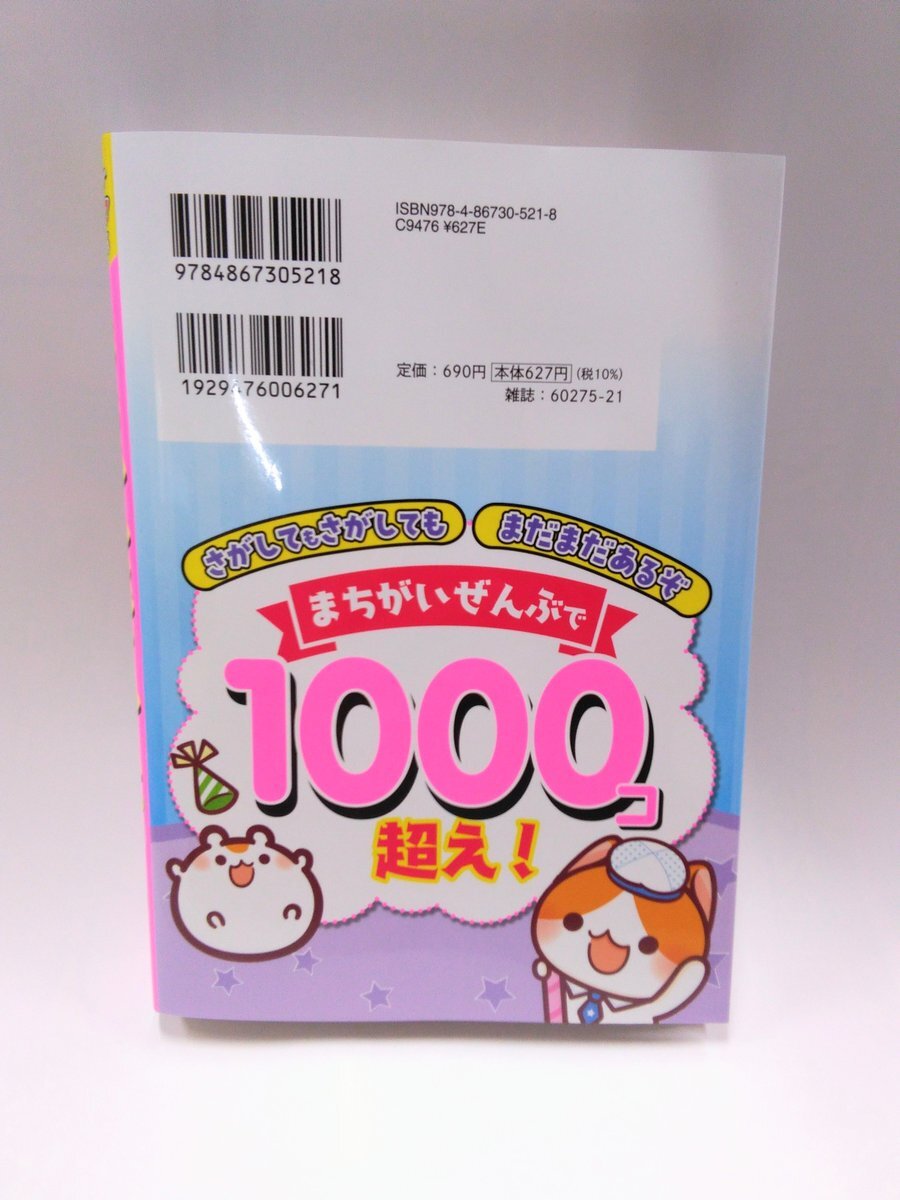 ISBN978-4-86730-521-8
C9476 ¥627E
9784867305218
1929476006271
定価：690円 本体627円 (税10%)
雑誌：60275-21
さがしてもさがしても
まだまだあるぞ
まちがいぜんぶで
1000コ
超え！